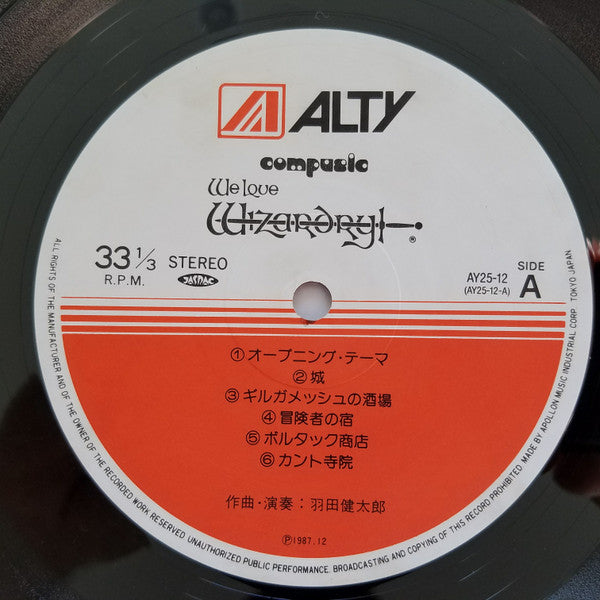 ALTY
compusic
We Love
Wizardry
®
33 1/3 STEREO
R.P.M.
JASRAC
AY25-12
(AY25-12-A)
SIDE
A
①オープニング・テーマ
②城
③ギルガメッシュの酒場
④冒険者の宿
⑤ボルタック商店
⑥カント寺院
作曲・演奏:羽田健太郎
Ⓟ1987.12
ALL RIGHTS OF THE MANUFACTURER AND OF THE OWNER OF THE RECORDED WORK RESERVED UNAUTHORIZED PUBLIC PERFORMANCE. BROADCASTING AND COPYING OF THIS RECORD PROHIBITED. MADE BY APOLLON MUSIC INDUSTRIAL CORP. TOKYO JAPAN